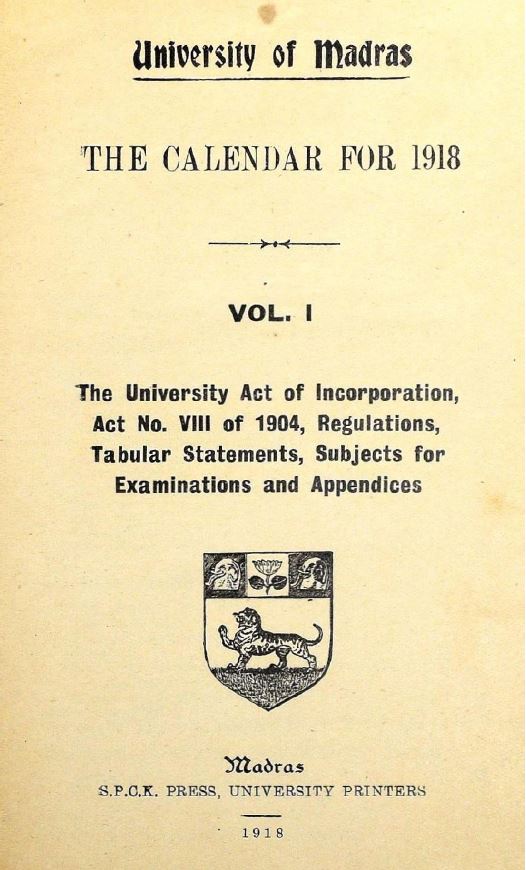 University of Madras
THE CALENDAR FOR 1918
VOL. I
The University Act of Incorporation,
Act No. VIII of 1904, Regulations,
Tabular Statements, Subjects for
Examinations and Appendices
Madras
S.P.C.K. PRESS, UNIVERSITY PRINTERS
1918